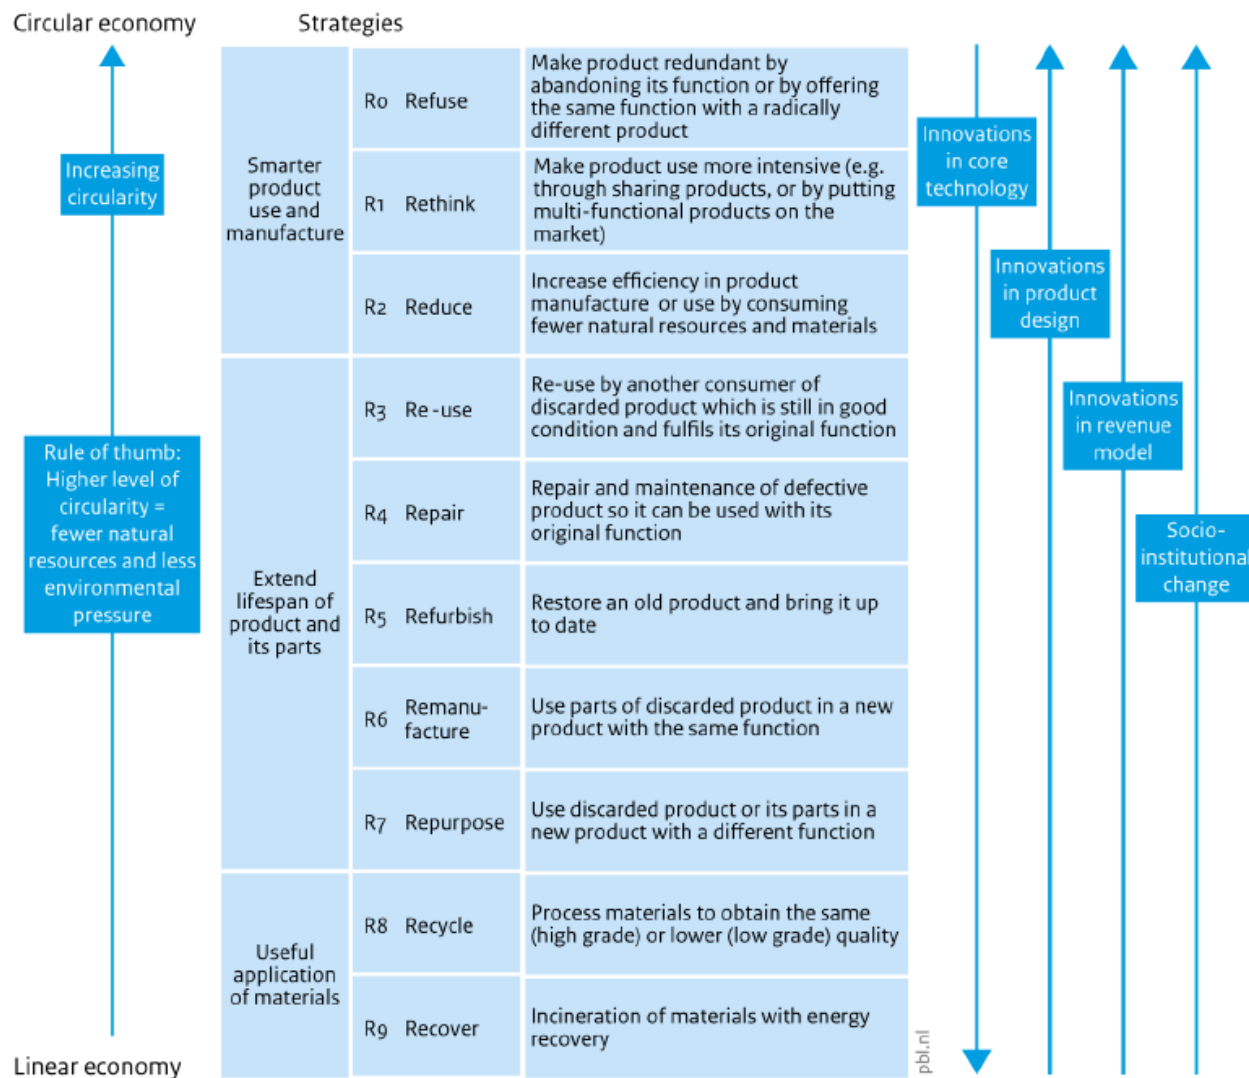 Circular economy
Strategies
Increasing
circularity
Rule of thumb:
Higher level of
circularity =
fewer natural
resources and less
environmental
pressure
Linear economy
Smarter
product
use and
manufacture
Ro Refuse
Make product redundant by
abandoning its function or by offering
the same function with a radically
different product
R1 Rethink
Make product use more intensive (e.g.
through sharing products, or by putting
multi-functional products on the
market)
R2 Reduce
Increase efficiency in product
manufacture or use by consuming
fewer natural resources and materials
Extend
lifespan of
product and
its parts
R3 Re-use
Re-use by another consumer of
discarded product which is still in good
condition and fulfils its original function
R4 Repair
Repair and maintenance of defective
product so it can be used with its
original function
R5 Refurbish
Restore an old product and bring it up
to date
R6 Remanu-
facture
Use parts of discarded product in a new
product with the same function
R7 Repurpose
Use discarded product or its parts in a
new product with a different function
Useful
application
of materials
R8 Recycle
Process materials to obtain the same
(high grade) or lower (low grade) quality
R9 Recover
Incineration of materials with energy
recovery
Innovations
in core
technology
Innovations
in product
design
Innovations
in revenue
model
Socio-
institutional
change
pbl.nl